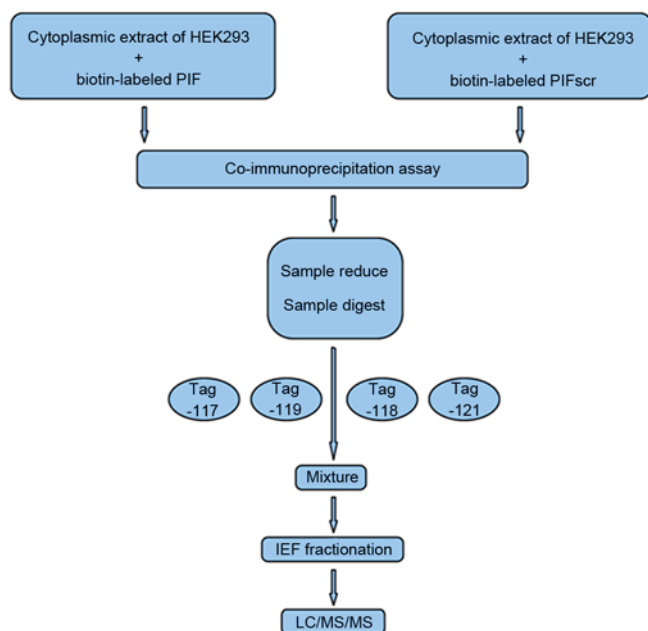 Cytoplasmic extract of HEK293
+
biotin-labeled PIF
Cytoplasmic extract of HEK293
+
biotin-labeled PIFscr
Co-immunoprecipitation assay
Sample reduce
Sample digest
Tag
-117
Tag
-119
Tag
-118
Tag
-121
Mixture
IEF fractionation
LC/MS/MS